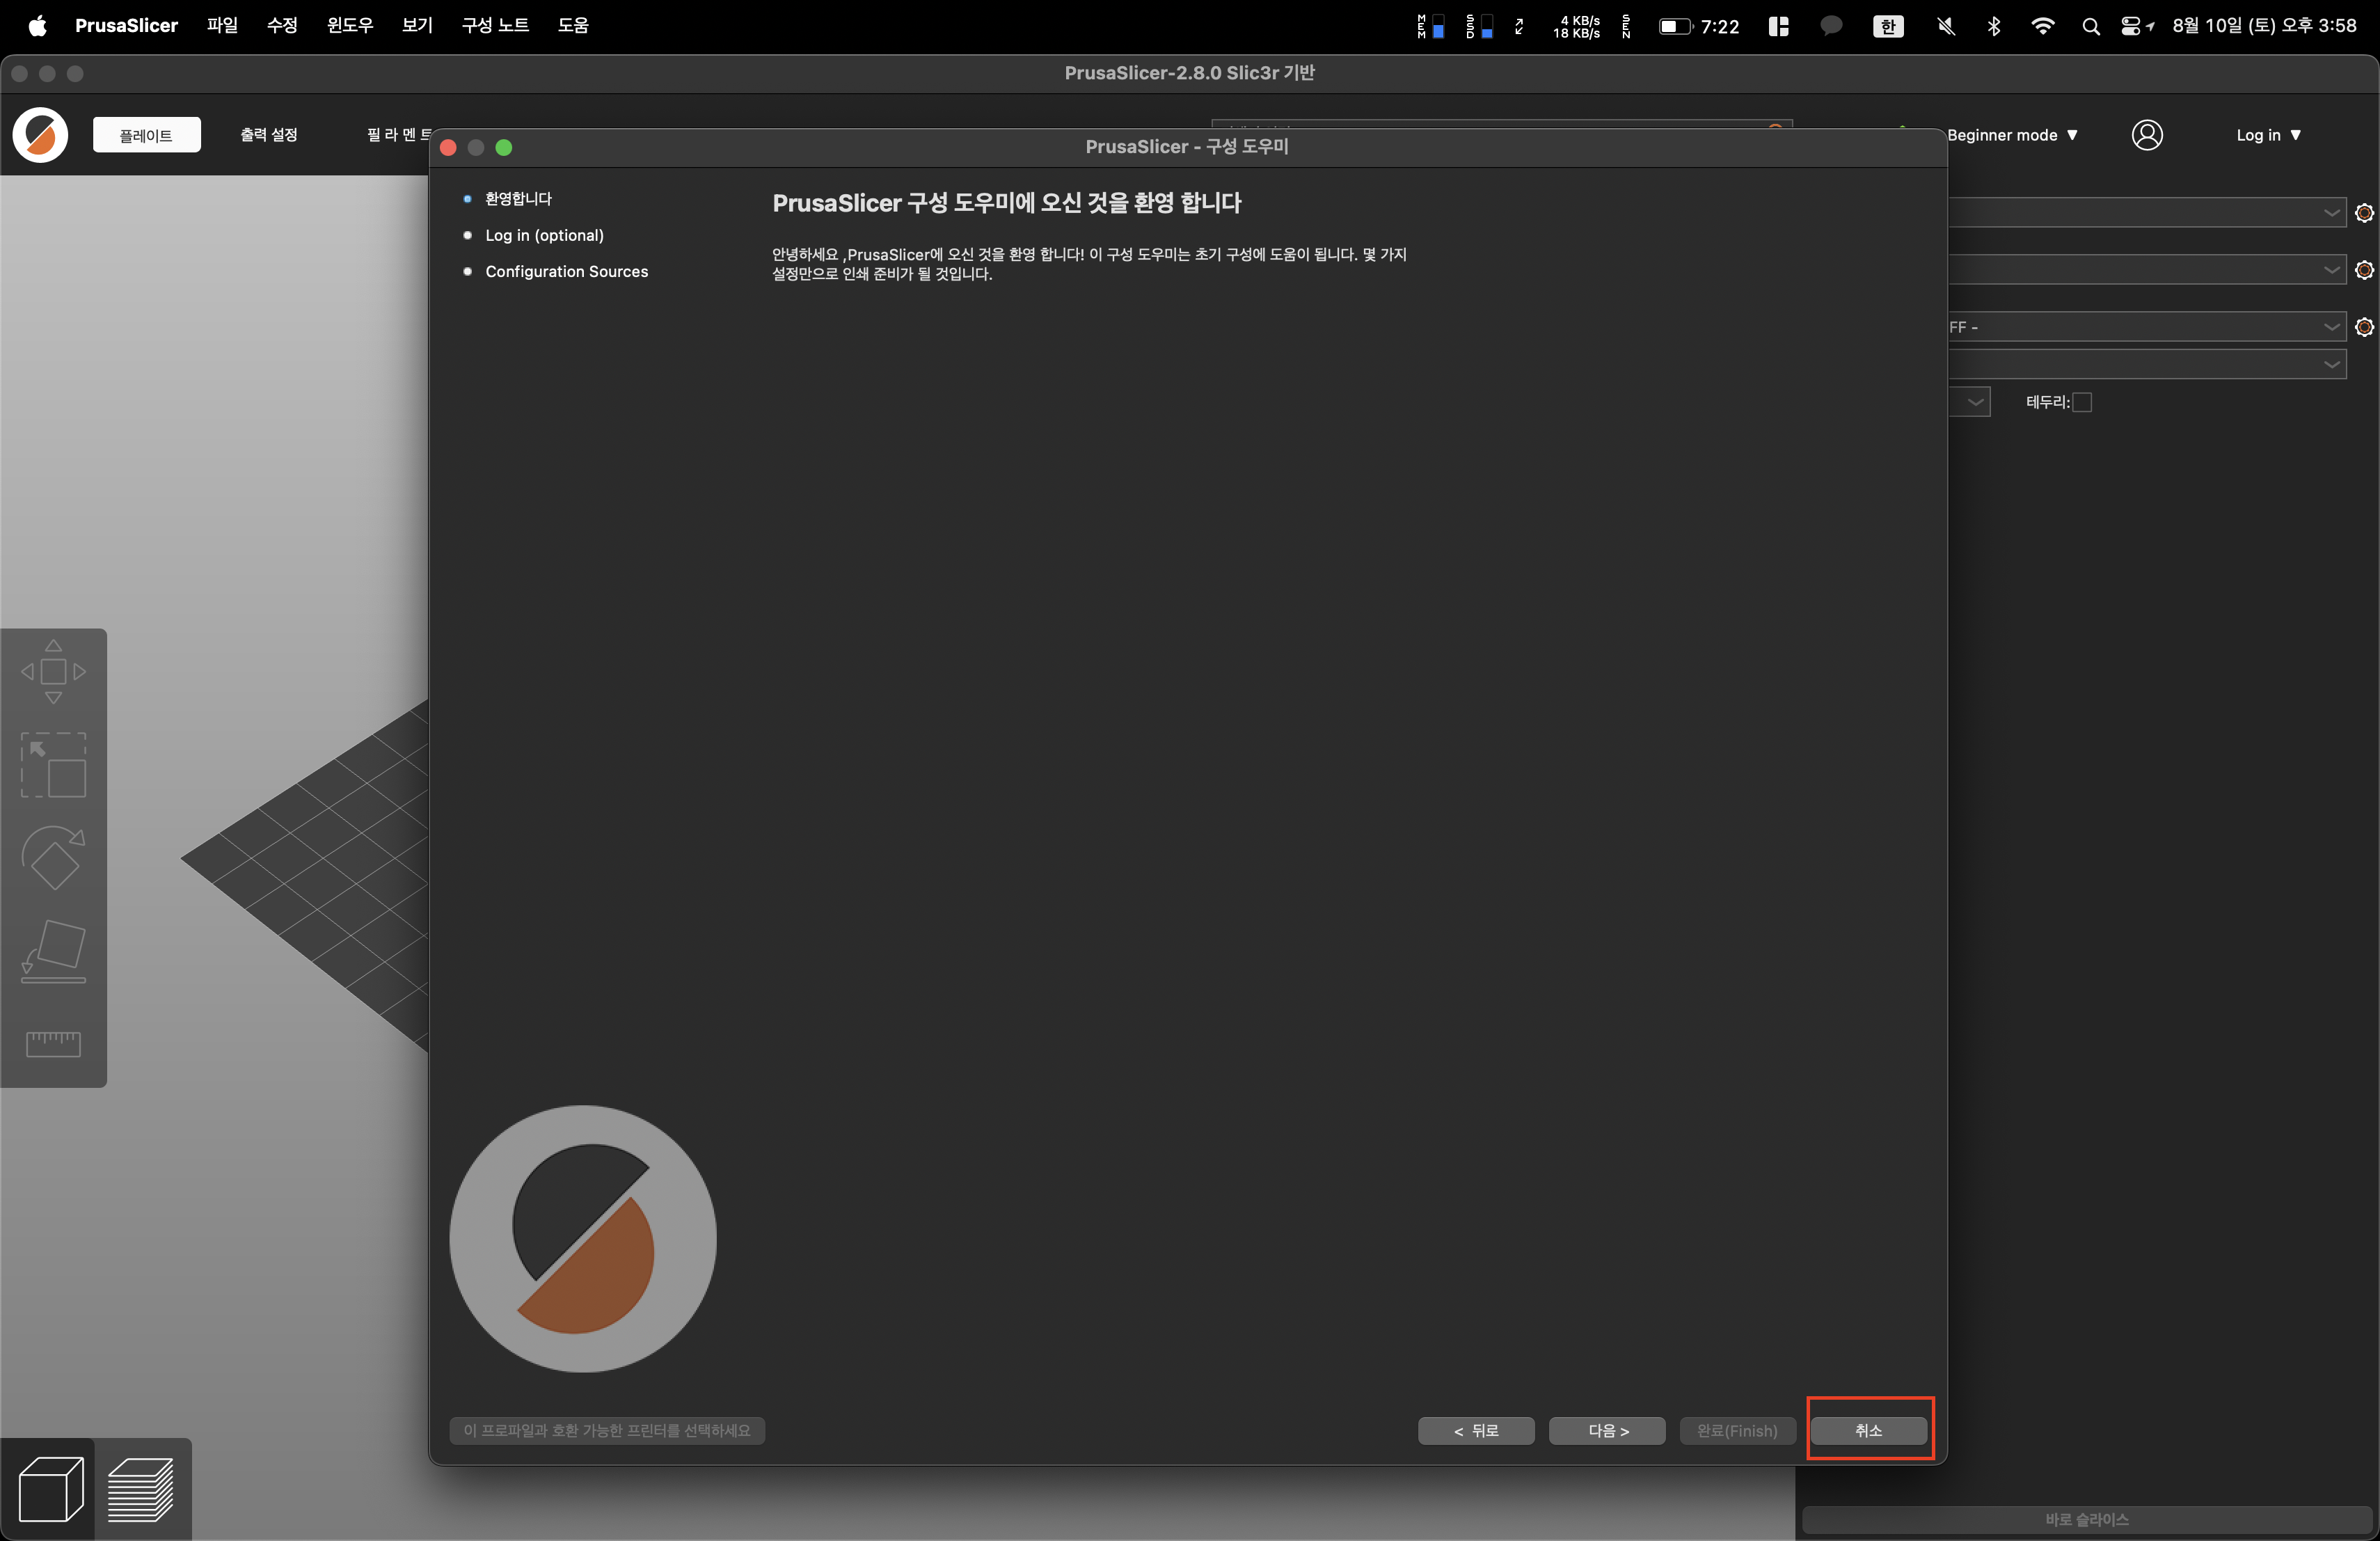 PrusaSlicer 파일 수정 윈도우 보기 구성 노트 도움
MEM SSD 4 KB/s 18 KB/s SEN 7:22 한 8월 10일 (토) 오후 3:58
PrusaSlicer-2.8.0 Slic3r 기반
플레이트 출력 설정 필 라 멘 트
Beginner mode Log in
PrusaSlicer - 구성 도우미
환영합니다
Log in (optional)
Configuration Sources
PrusaSlicer 구성 도우미에 오신 것을 환영 합니다
안녕하세요 ,PrusaSlicer에 오신 것을 환영 합니다! 이 구성 도우미는 초기 구성에 도움이 됩니다. 몇 가지
설정만으로 인쇄 준비가 될 것입니다.
FF -
테두리:
이 프로파일과 호환 가능한 프린터를 선택하세요
< 뒤로 다음 > 완료(Finish) 취소
바로 슬라이스